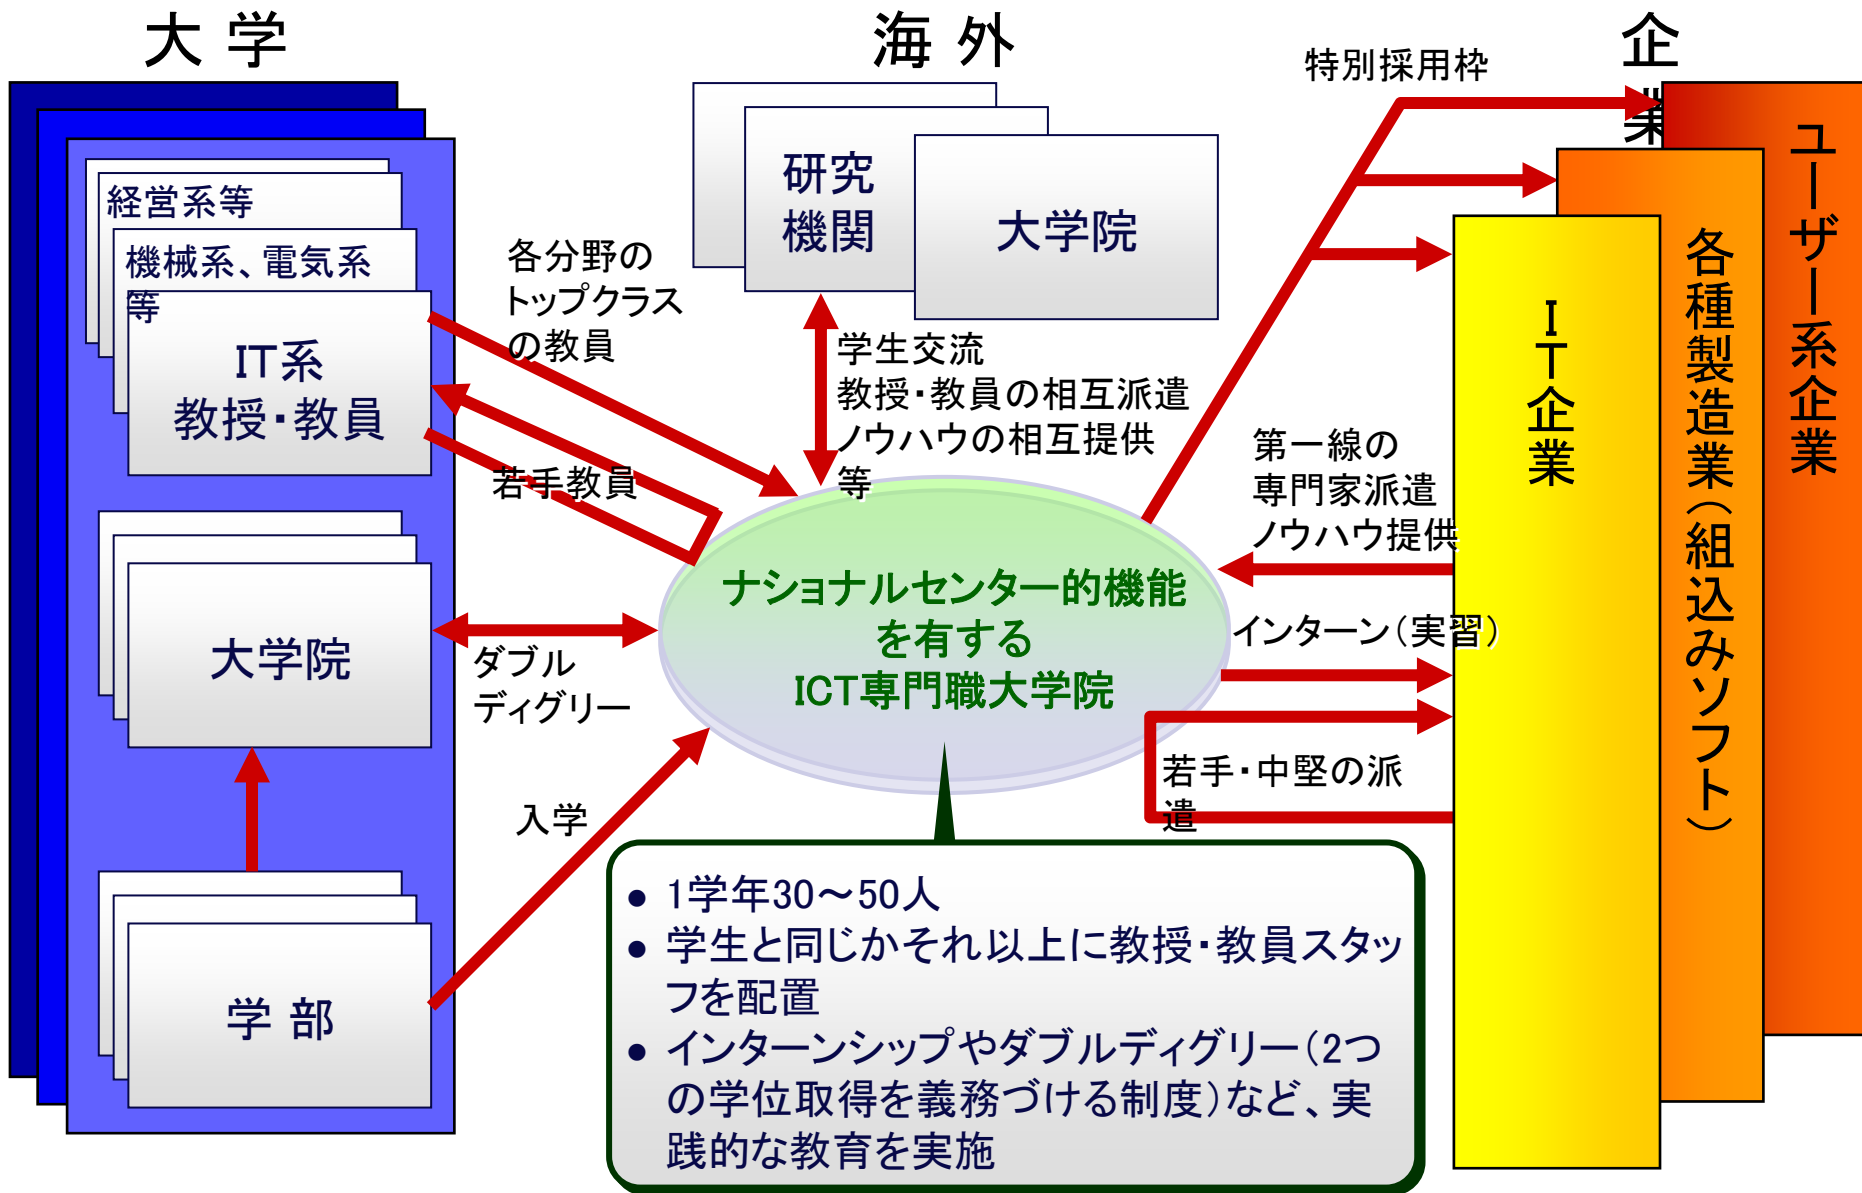 大 学
海 外
企
業
特別採用枠
経営系等
機械系、電気系
等
IT系
教授・教員
大学院
学 部
各分野の
トップクラス
の教員
若手教員
ダブル
ディグリー
入学
研究
機関
大学院
学生交流
教授・教員の相互派遣
ノウハウの相互提供
等
ナショナルセンター的機能
を有する
ICT専門職大学院
第一線の
専門家派遣
ノウハウ提供
インターン（実習）
若手・中堅の派
遣
IT企業
各種製造業（組込みソフト）
ユーザー系企業
● 1学年30～50人
● 学生と同じかそれ以上に教授・教員スタッ
フを配置
● インターンシップやダブルディグリー（2つ
の学位取得を義務づける制度）など、実
践的な教育を実施